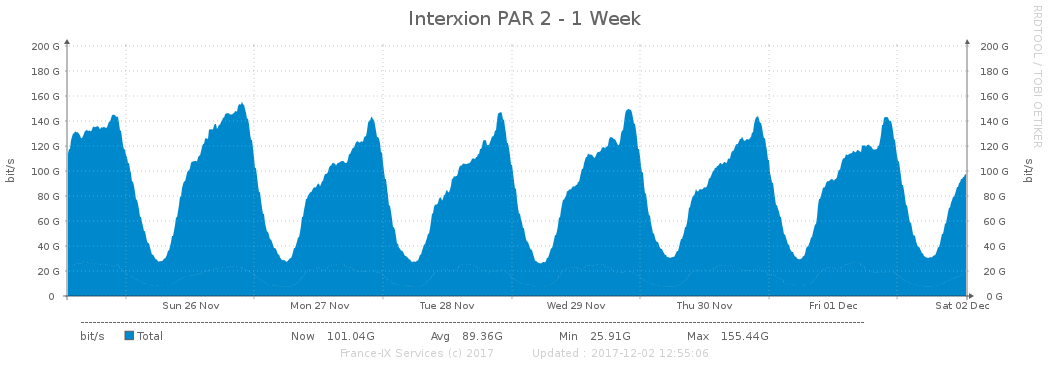 Interxion PAR 2 - 1 Week
RRDTOOL / TOBI OETIKER
200 G 200 G
180 G 180 G
160 G 160 G
140 G 140 G
120 G 120 G
100 G 100 G
80 G 80 G
60 G 60 G
40 G 40 G
20 G 20 G
0 0 G
bit/s bit/s
Sun 26 Nov Mon 27 Nov Tue 28 Nov Wed 29 Nov Thu 30 Nov Fri 01 Dec Sat 02 Dec
bit/s Total Now 101.04G Avg 89.36G Min 25.91G Max 155.44G
France-IX Services (c) 2017 Updated : 2017-12-02 12:55:06